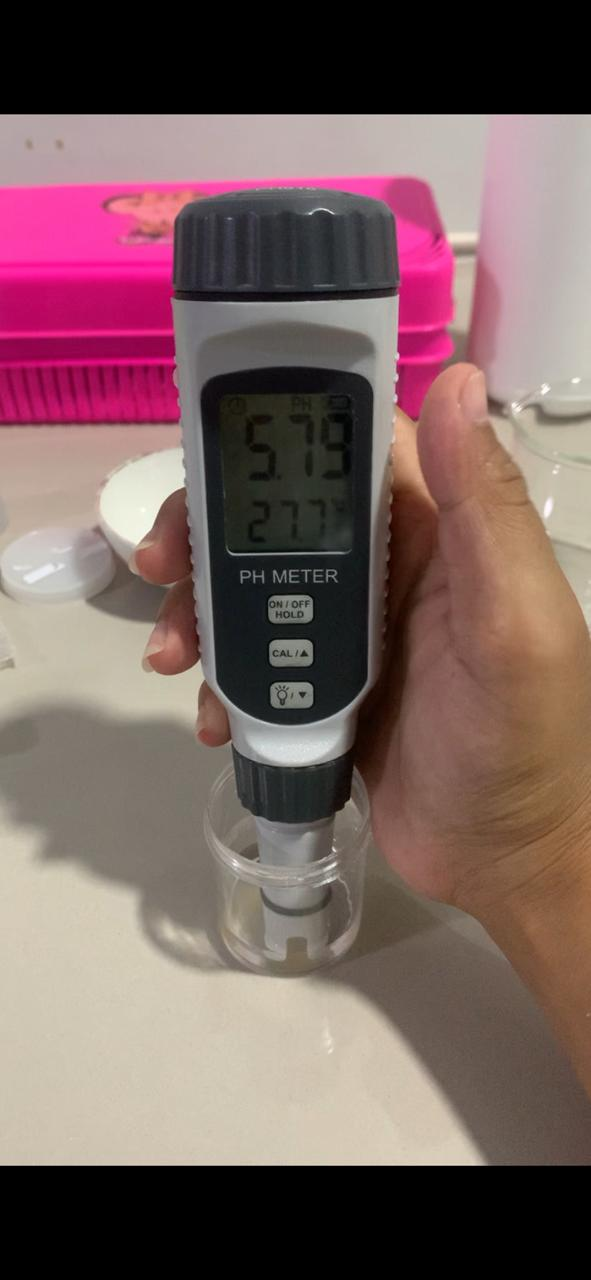 PH
5.79
27.7°
PH METER
ON / OFF
HOLD
CAL /▲
/ ▼